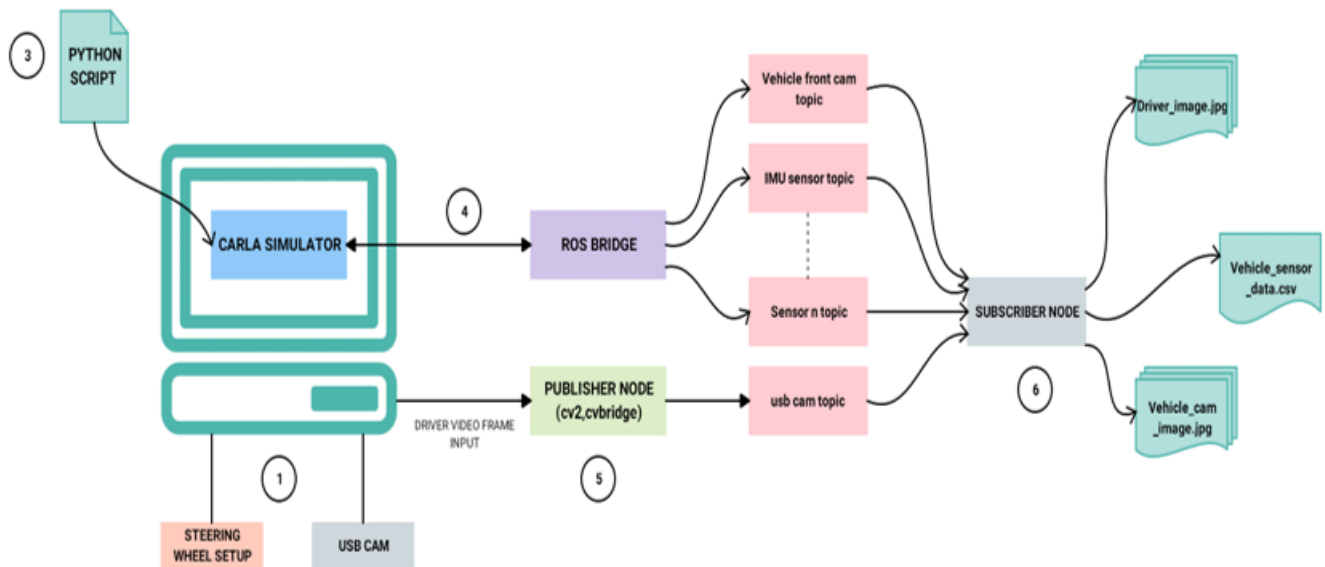 3
PYTHON
SCRIPT
CARLA SIMULATOR
4
ROS BRIDGE
Vehicle front cam
topic
IMU sensor topic
Sensor n topic
usb cam topic
PUBLISHER NODE
(cv2,cvbridge)
DRIVER VIDEO FRAME
INPUT
1
5
STEERING
WHEEL SETUP
USB CAM
SUBSCRIBER NODE
6
Driver_image.jpg
Vehicle_sensor
_data.csv
Vehicle_cam
_image.jpg